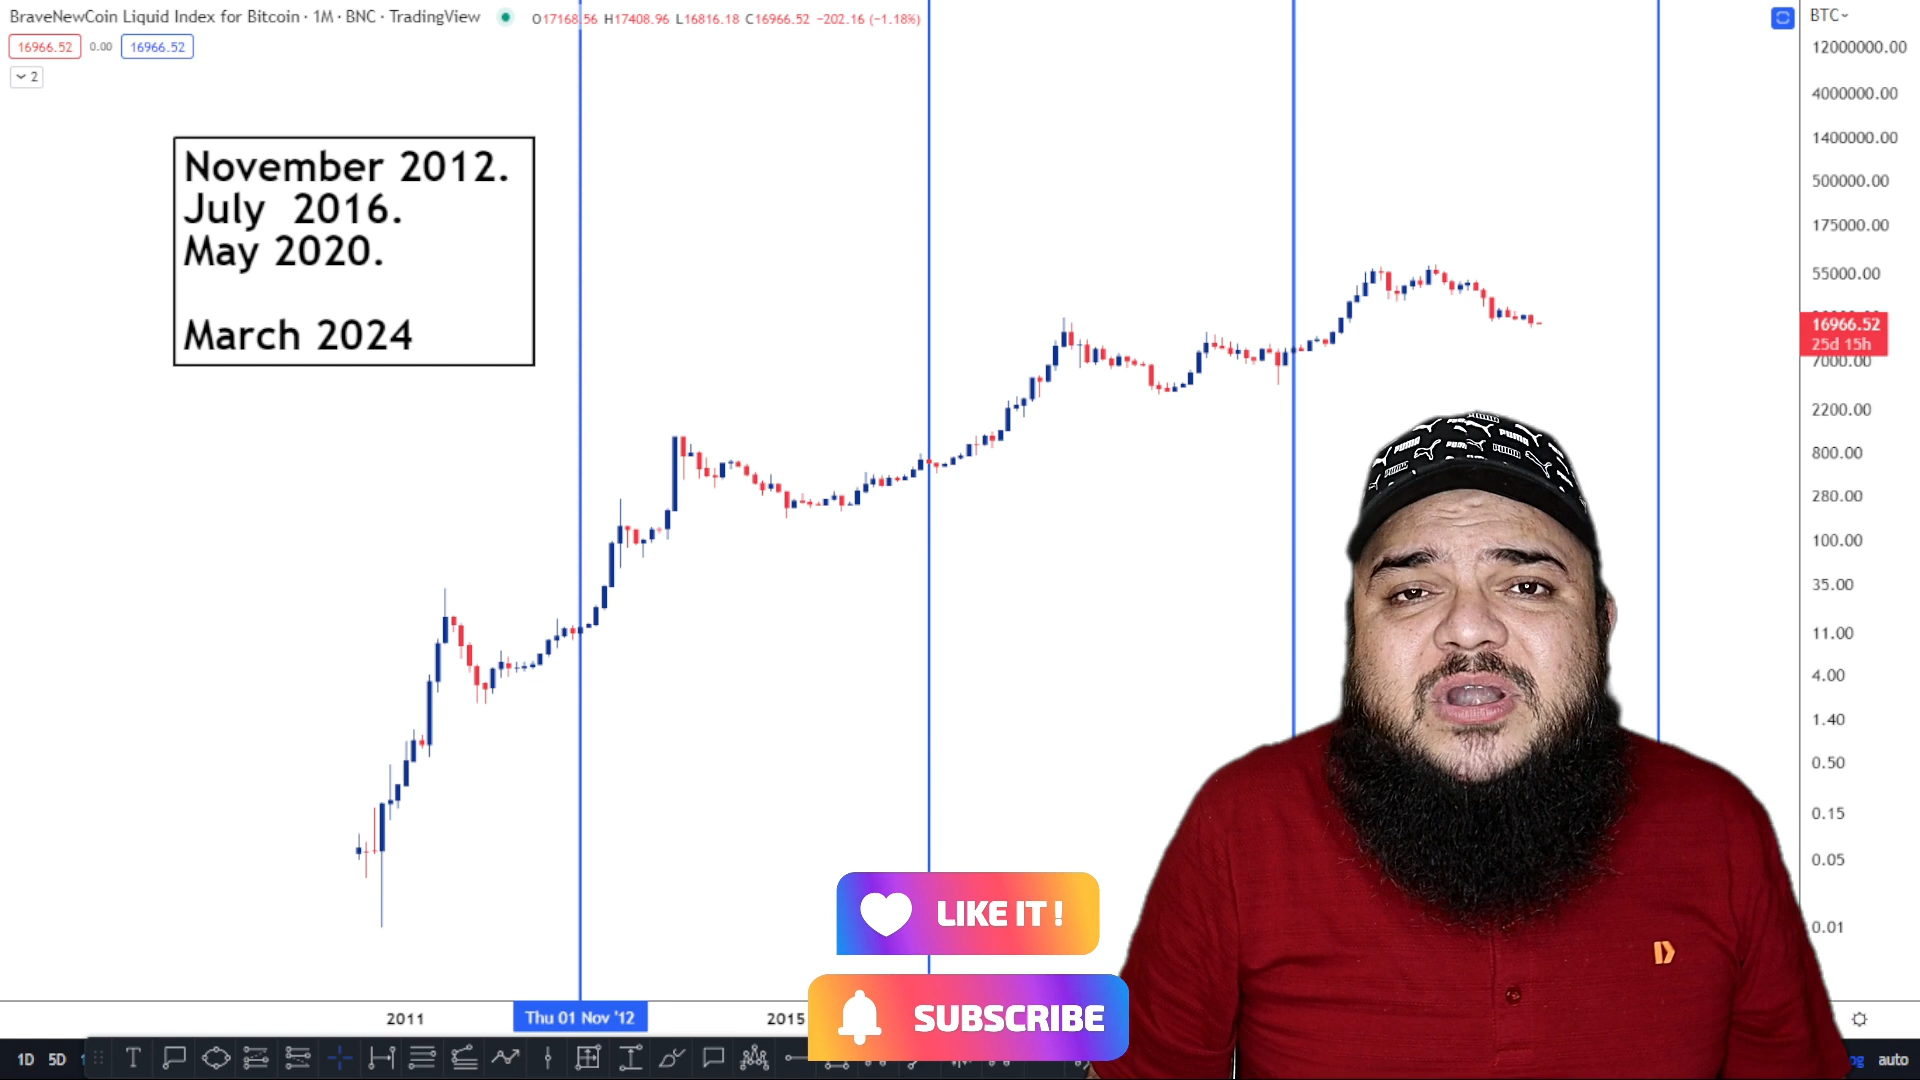 BraveNewCoin Liquid Index for Bitcoin · 1M · BNC · TradingView
O17168.56 H17408.96 L16816.18 C16966.52 −202.16 (−1.18%)
BTC
16966.52 0.00 16966.52
2
November 2012.
July 2016.
May 2020.
March 2024
12000000.00
4000000.00
1400000.00
500000.00
175000.00
55000.00
16966.52
25d 15h
7000.00
2200.00
800.00
280.00
100.00
35.00
11.00
4.00
1.40
0.50
0.15
0.05
0.01
PUMA
PUMA
PUMA
LIKE IT !
SUBSCRIBE
2011
Thu 01 Nov '12
2015
1D 5D
auto